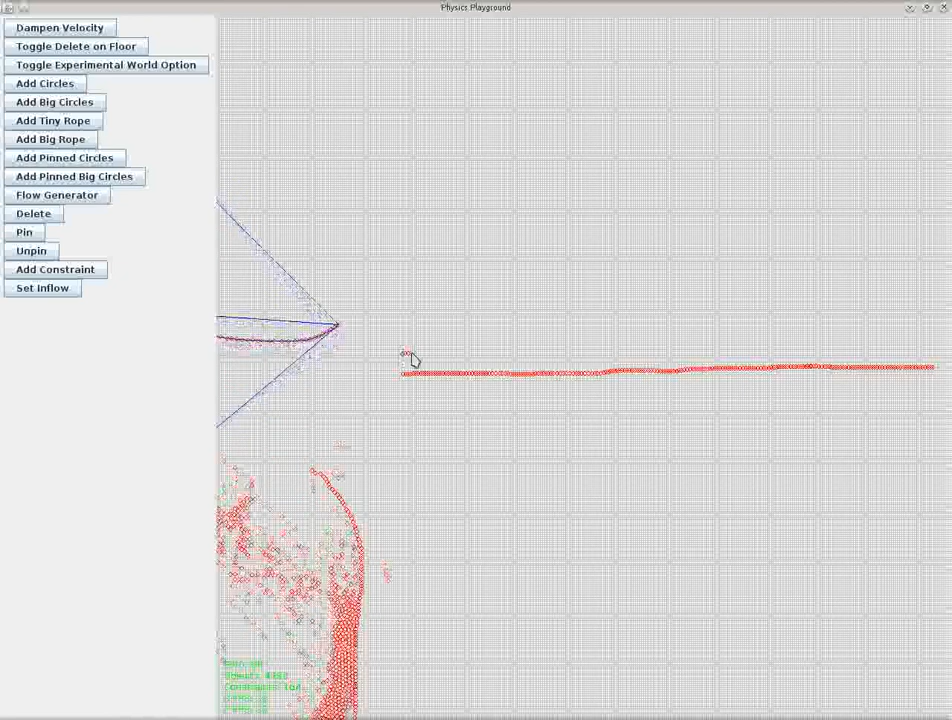 Physics Playground
Dampen Velocity
Toggle Delete on Floor
Toggle Experimental World Option
Add Circles
Add Big Circles
Add Tiny Rope
Add Big Rope
Add Pinned Circles
Add Pinned Big Circles
Flow Generator
Delete
Pin
Unpin
Add Constraint
Set Inflow